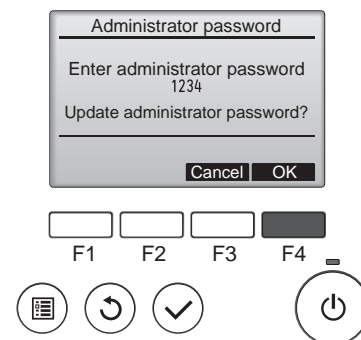 Administrator password
Enter administrator password
1234
Update administrator password?
Cancel OK
F1 F2 F3 F4